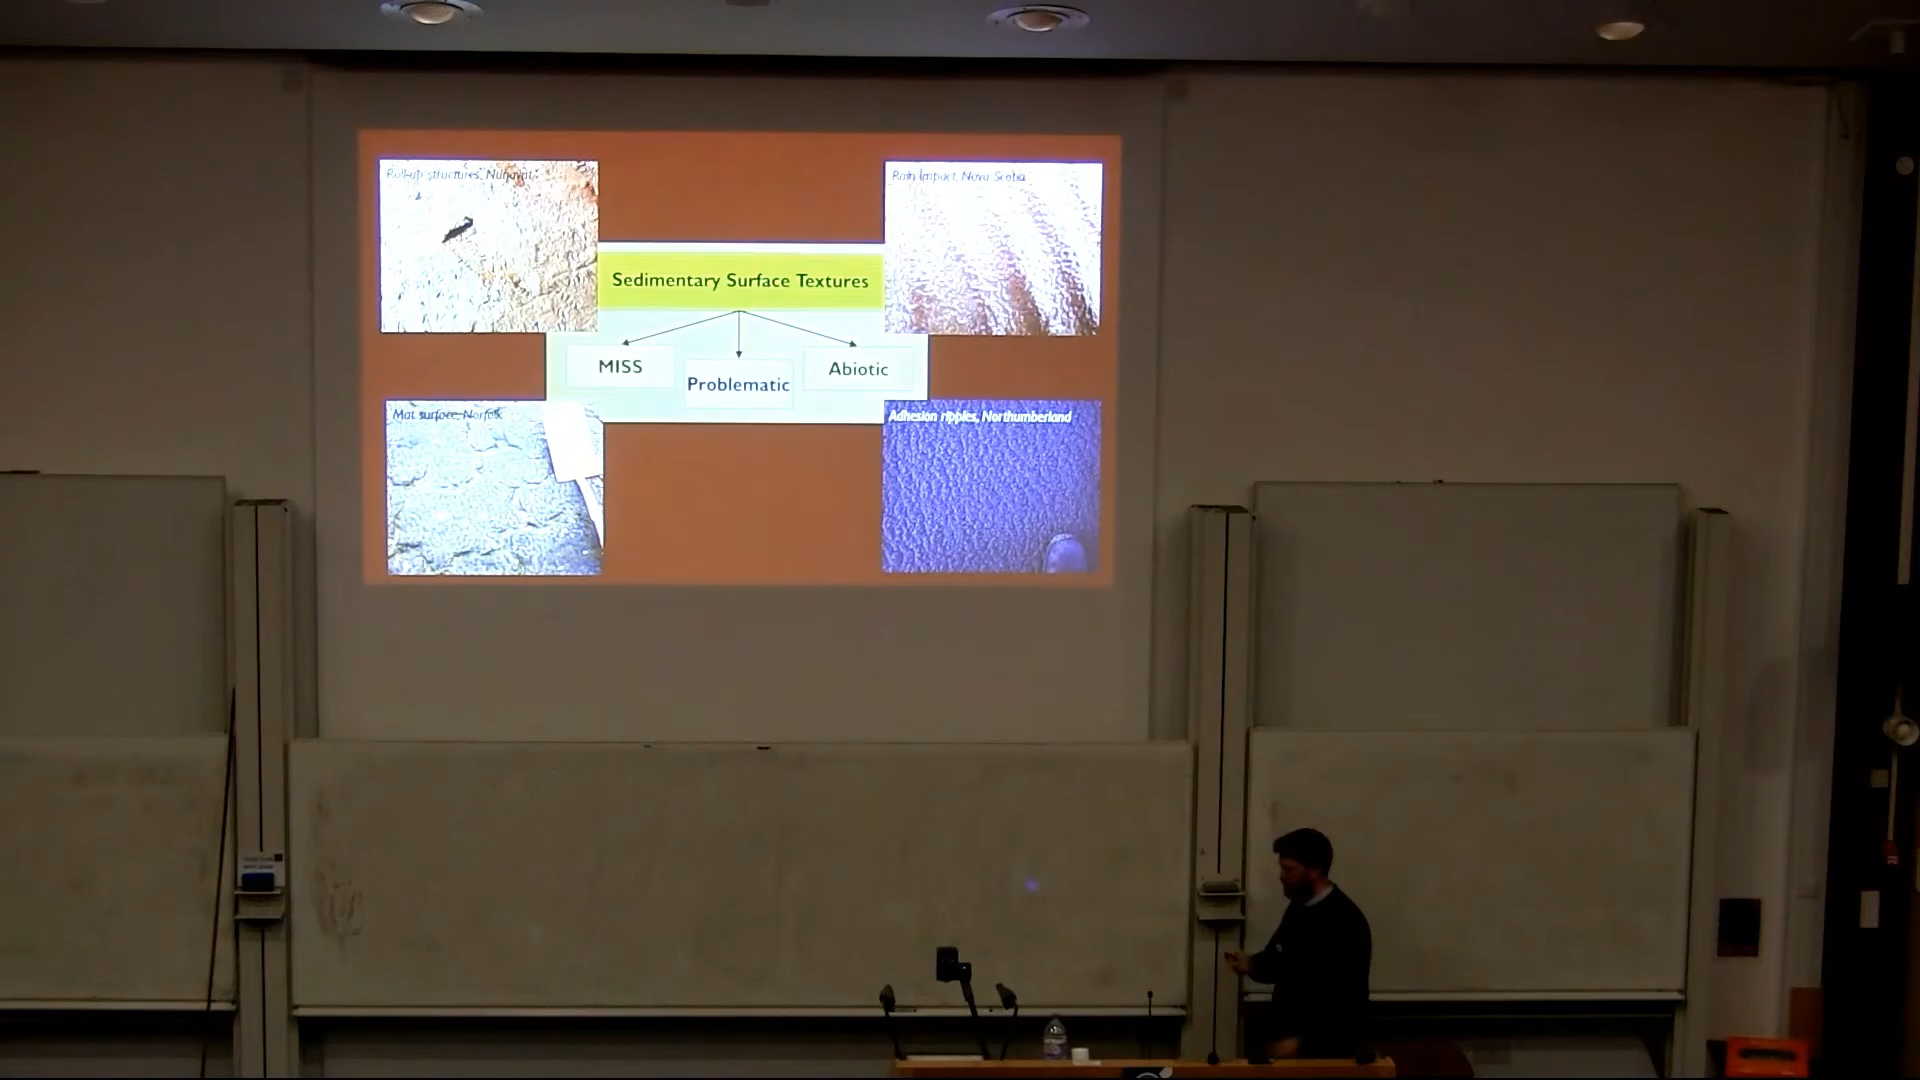 Roll-up structures, Nunavut
Rain Impact, Nova Scotia
Sedimentary Surface Textures
MISS
Problematic
Abiotic
Mat surface, Norfolk
Adhesion ripples, Northumberland